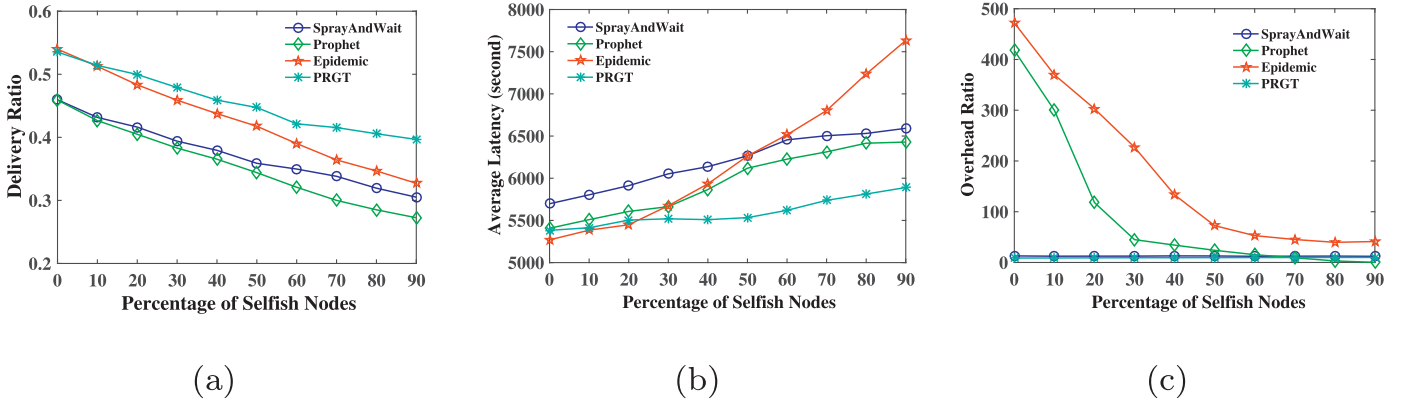 0.6
0.5
0.4
0.3
0.2
Delivery Ratio
SprayAndWait
Prophet
Epidemic
PRGT
0 10 20 30 40 50 60 70 80 90
Percentage of Selfish Nodes
(a)
8000
7500
7000
6500
6000
5500
5000
Average Latency (second)
SprayAndWait
Prophet
Epidemic
PRGT
0 10 20 30 40 50 60 70 80 90
Percentage of Selfish Nodes
(b)
500
400
300
200
100
0
Overhead Ratio
SprayAndWait
Prophet
Epidemic
PRGT
0 10 20 30 40 50 60 70 80 90
Percentage of Selfish Nodes
(c)